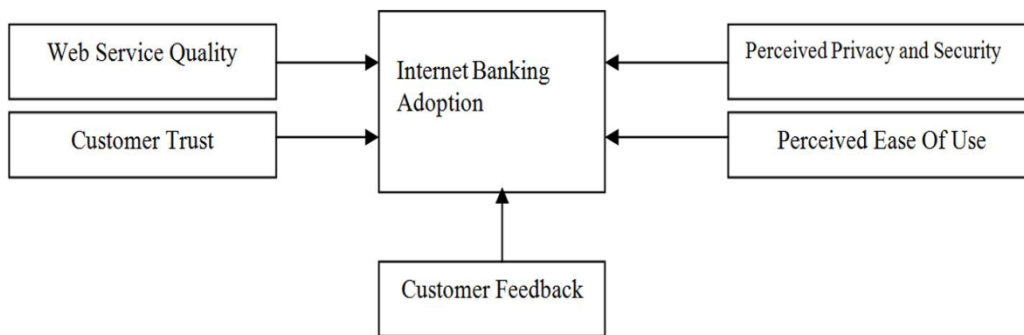 Web Service Quality
Customer Trust
Internet Banking
Adoption
Perceived Privacy and Security
Perceived Ease Of Use
Customer Feedback